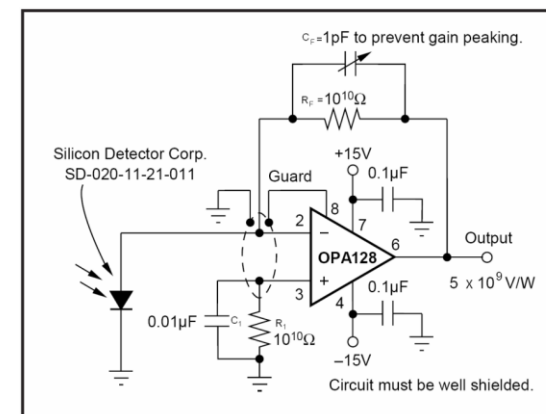 C_F=1pF to prevent gain peaking.
R_F=10^10Ω
Silicon Detector Corp.
SD-020-11-21-011
Guard
+15V
0.1µF
2
8
7
–
OPA128
6
Output
5 x 10^9 V/W
+
3
4
0.1µF
0.01µF
C_1
R_1
10^10Ω
–15V
Circuit must be well shielded.